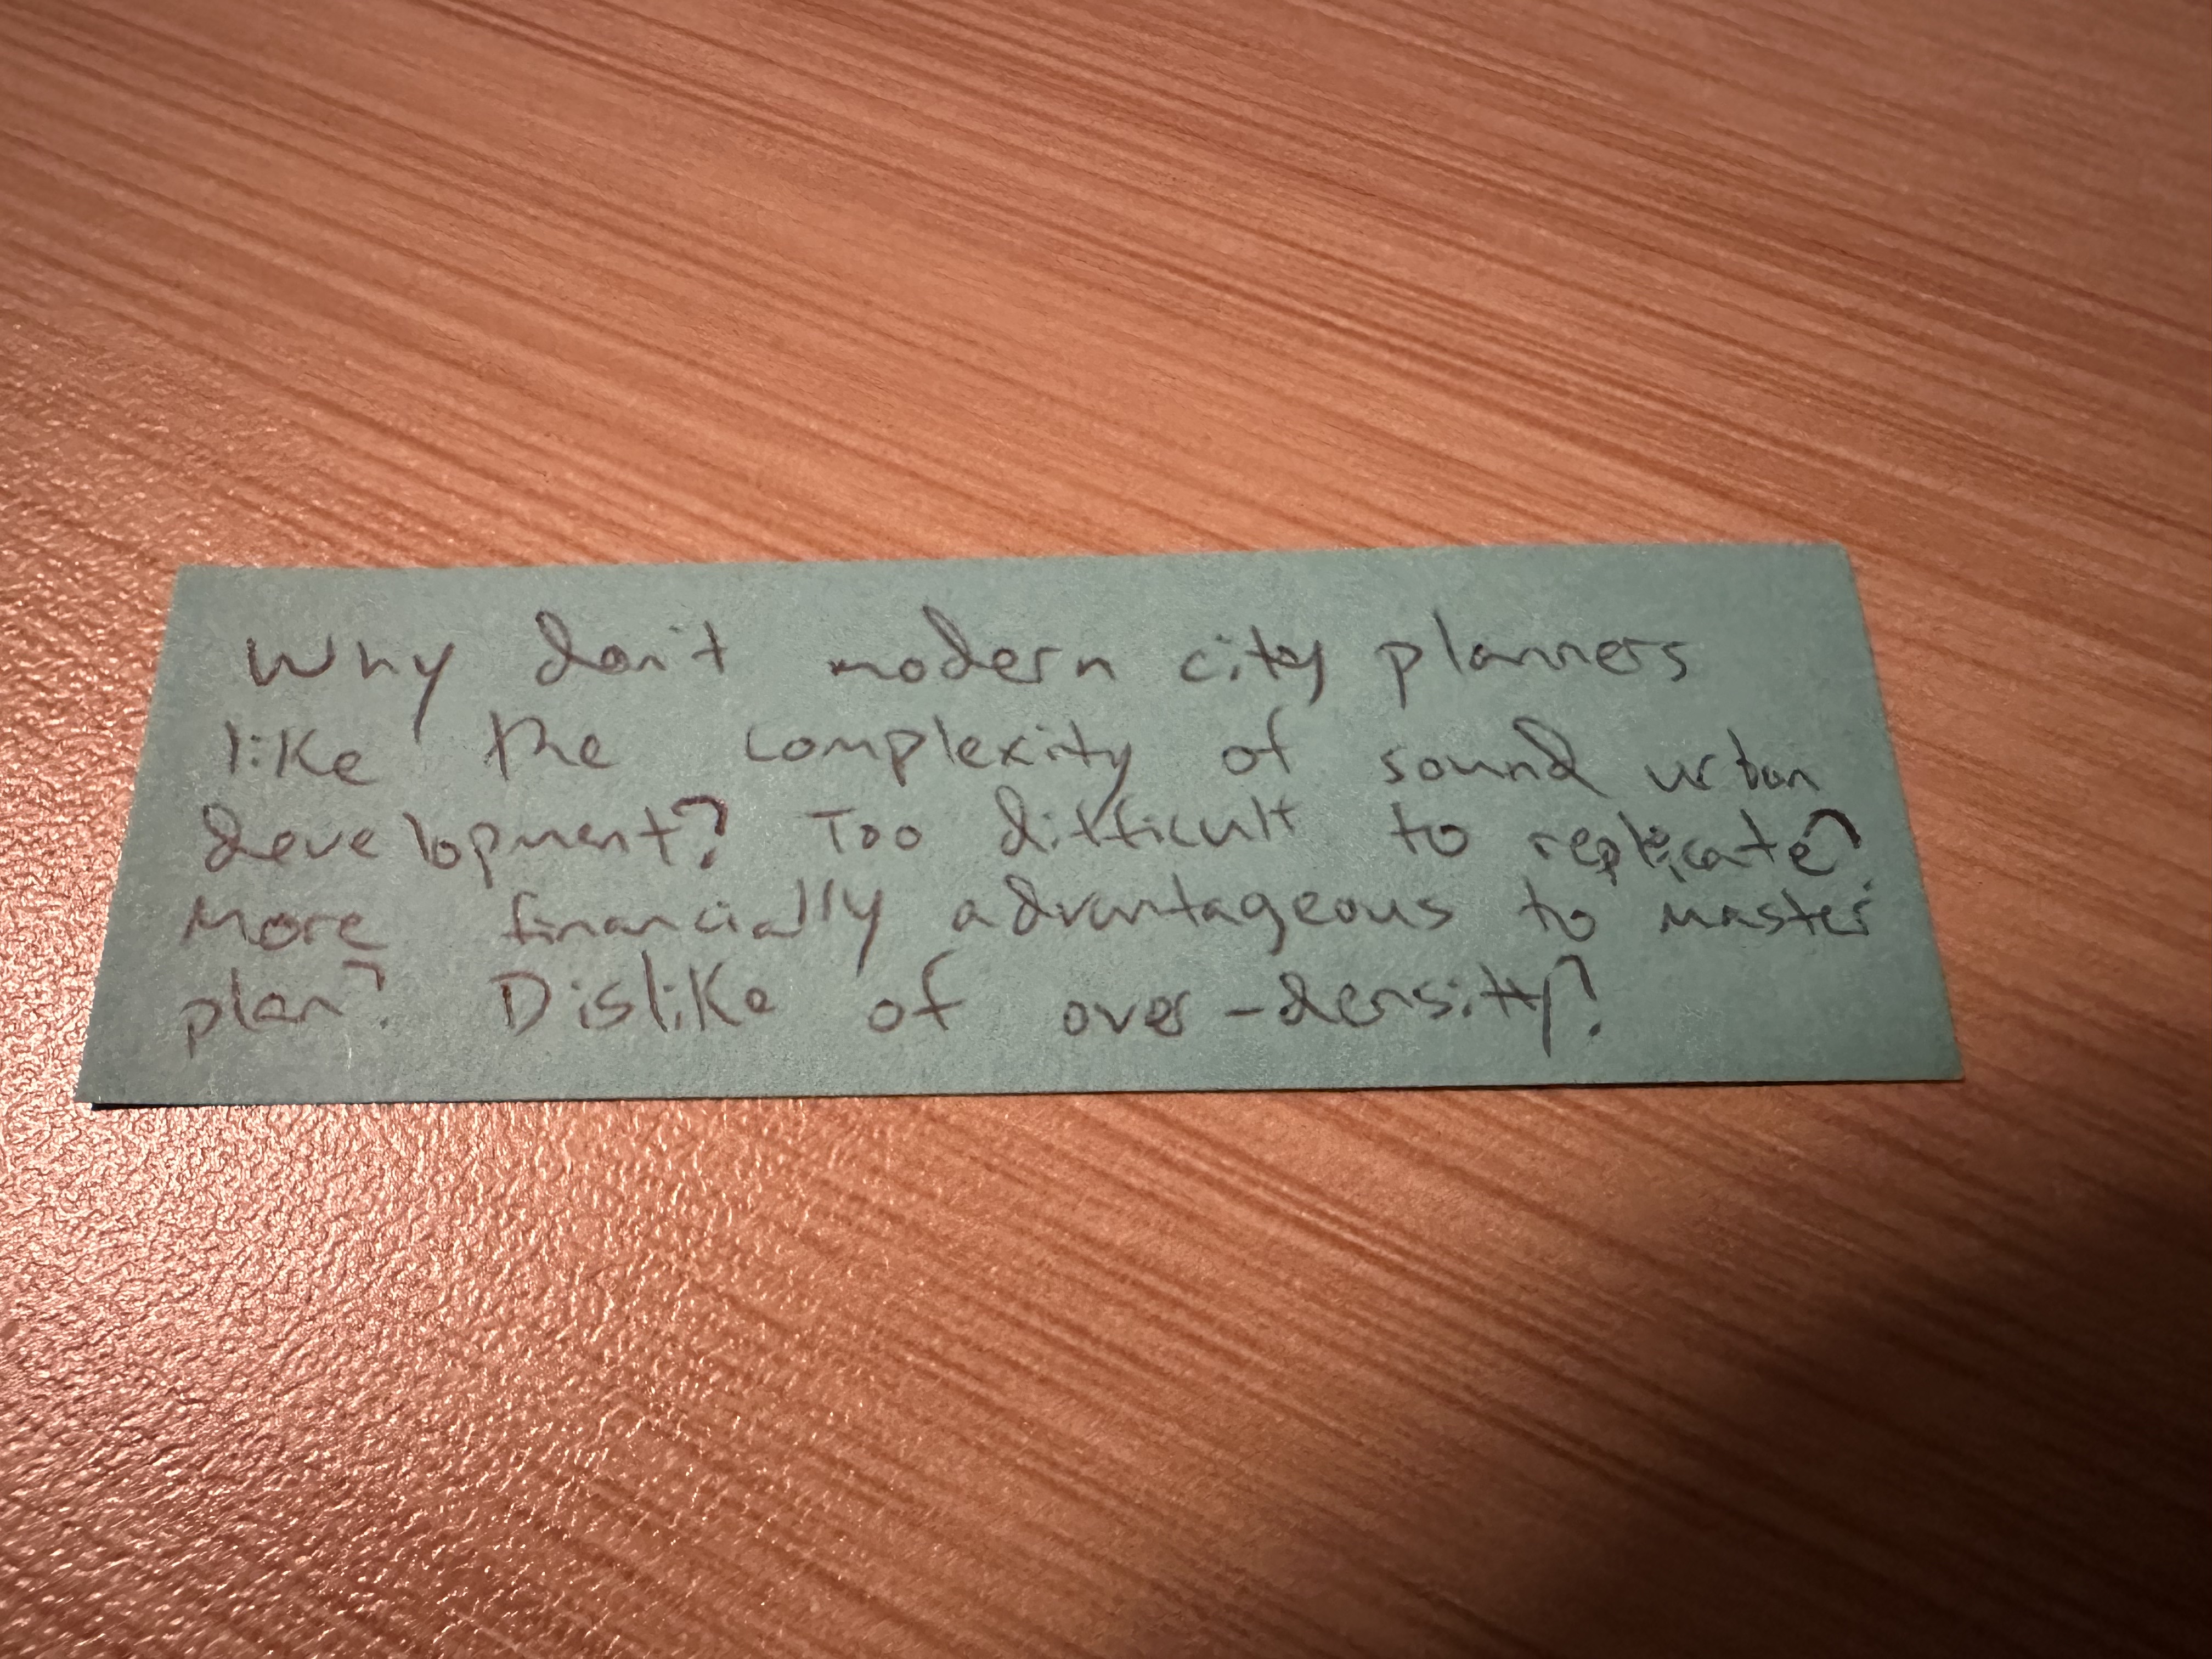 Why don't modern city planners
like the complexity of sound urban
development? Too difficult to replicate?
More financially advantageous to master
plan? Dislike of over-density?